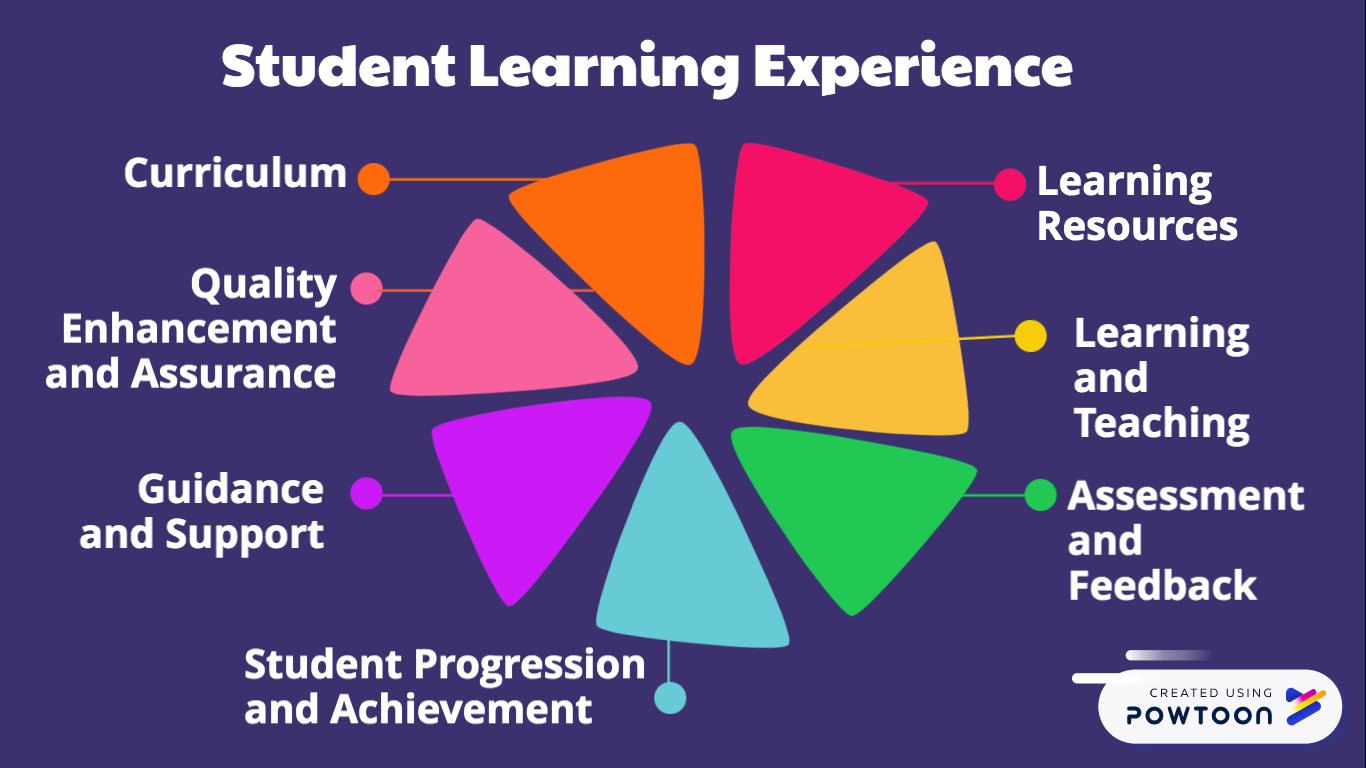 Student Learning Experience
Curriculum
Learning
Resources
Quality
Enhancement
and Assurance
Learning
and
Teaching
Guidance
and Support
Assessment
and
Feedback
Student Progression
and Achievement
CREATED USING
POWTOON